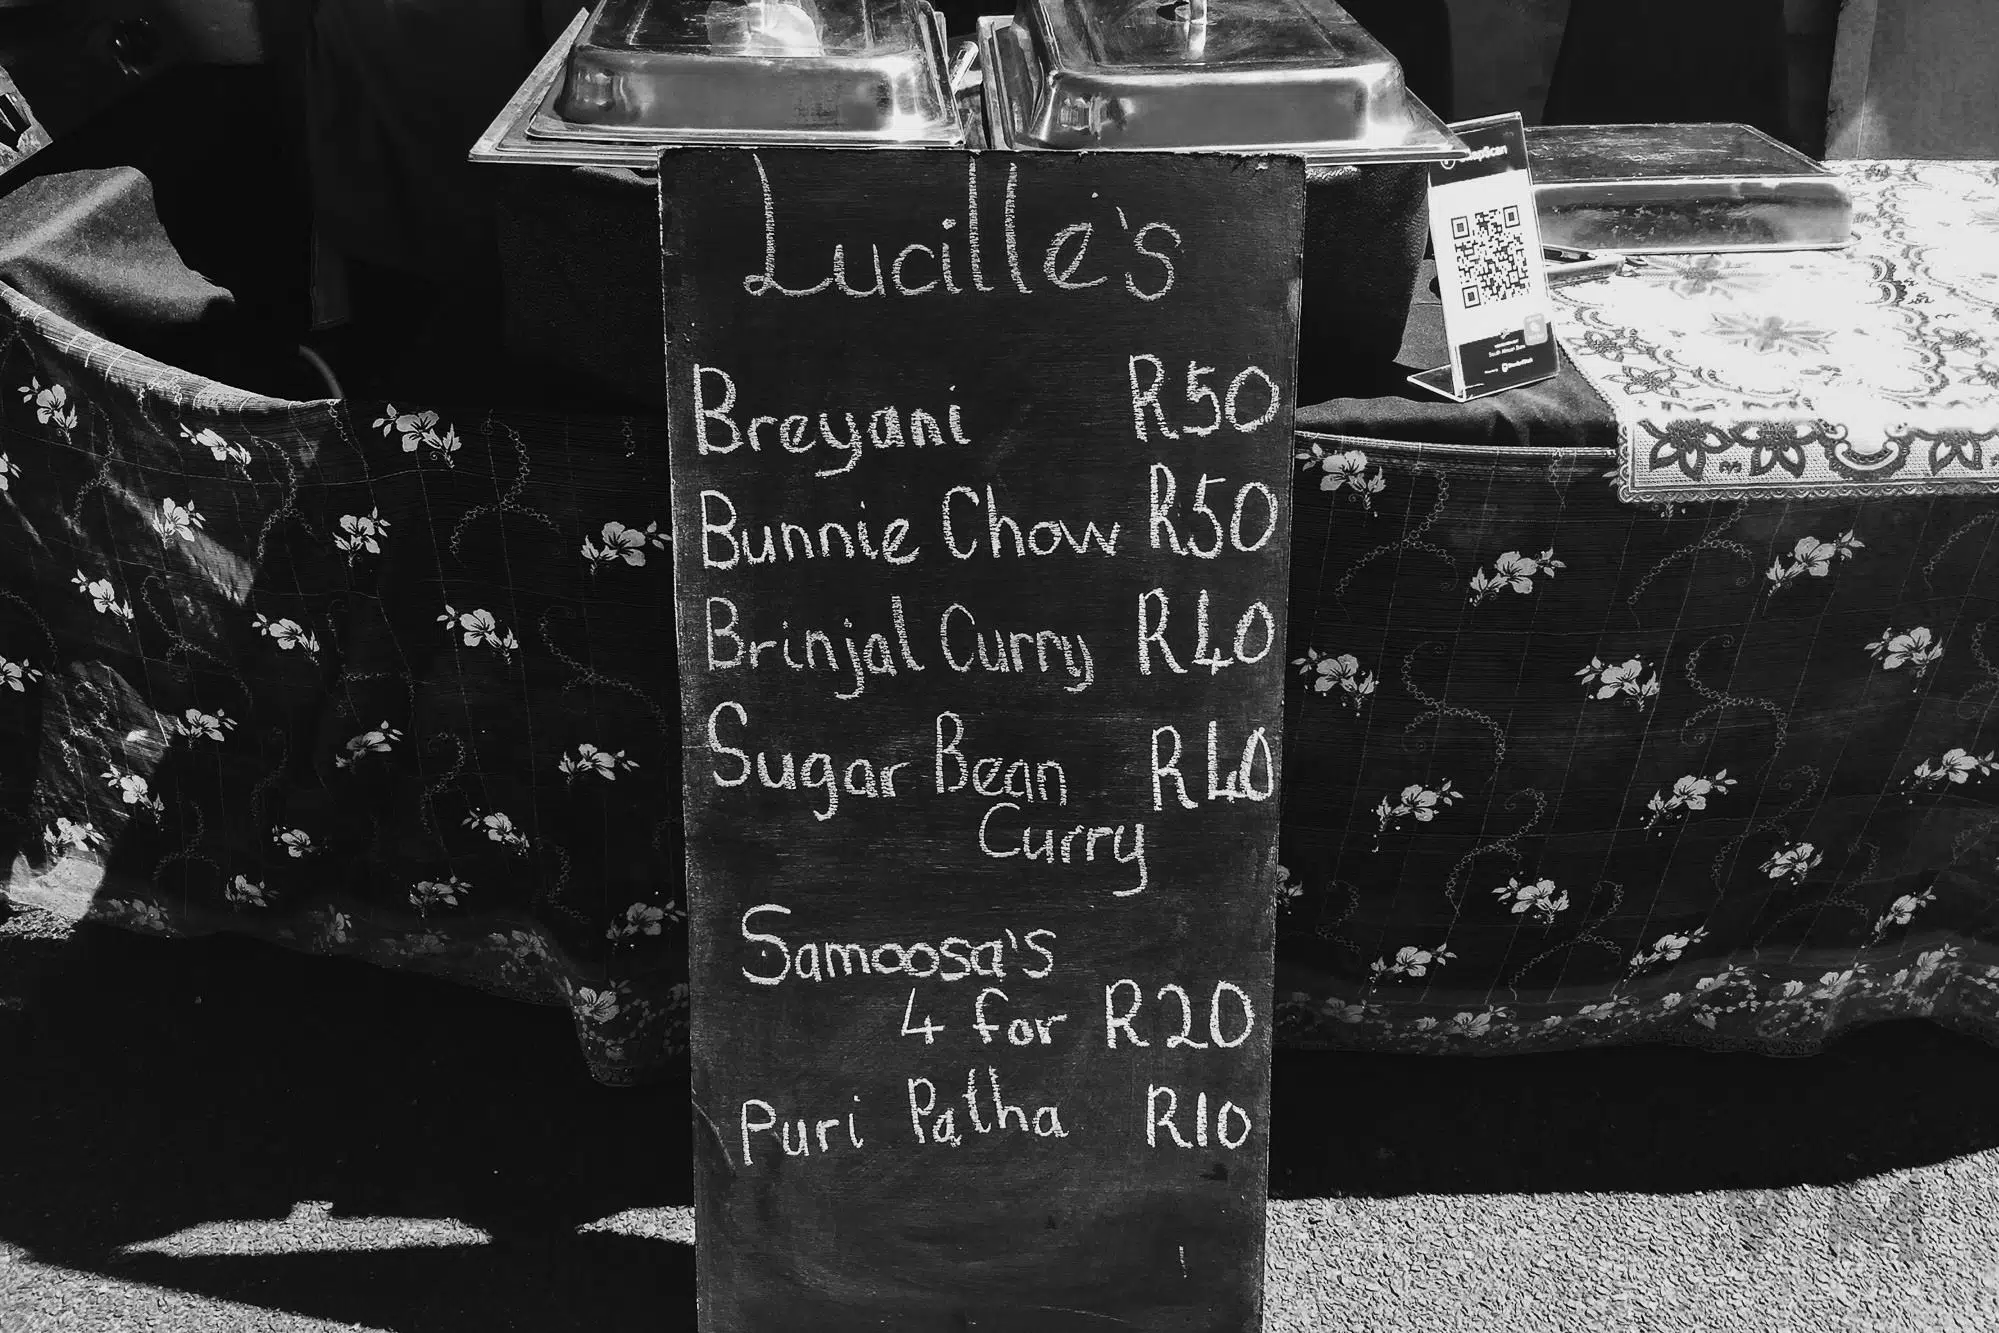 Lucille's
Breyani R50
Bunnie Chow R50
Brinjal Curry R40
Sugar Bean R40
Curry
Samoosa's
4 for R20
Puri Patha R10